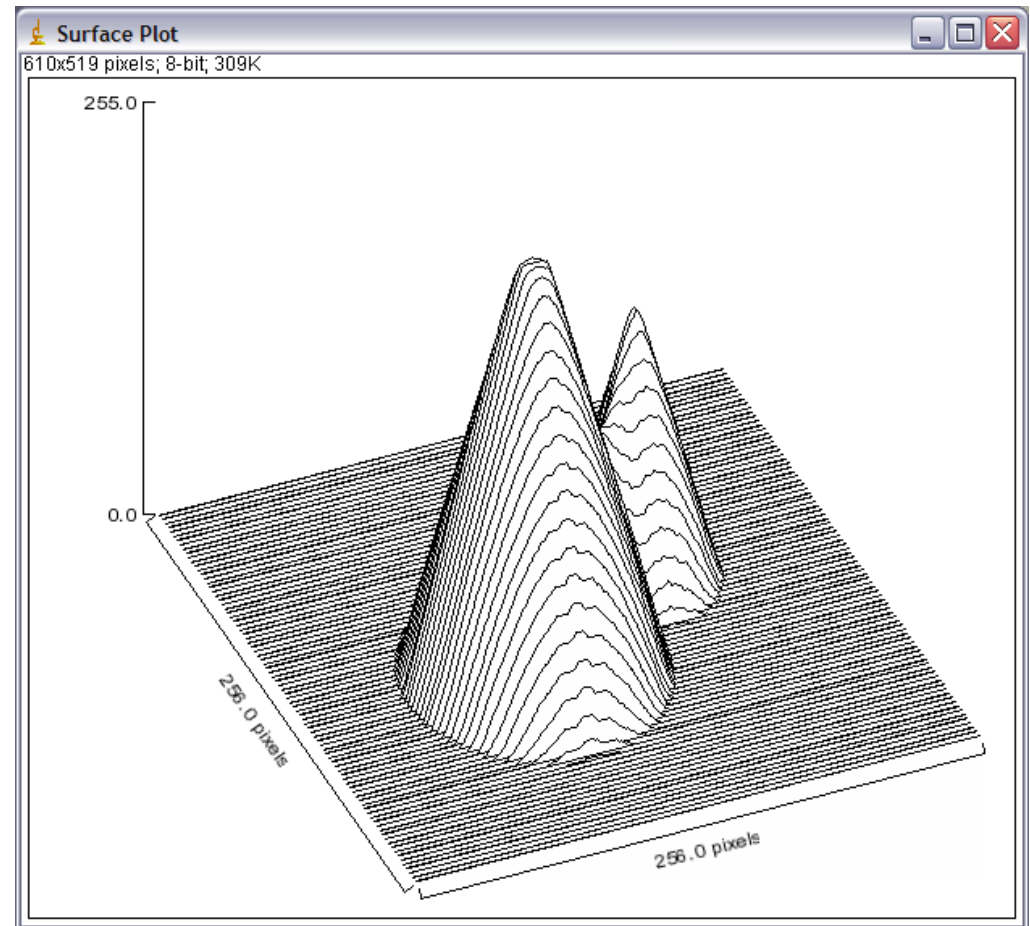 Surface Plot
610x519 pixels; 8-bit; 309K
255.0
0.0
256.0 pixels
256.0 pixels